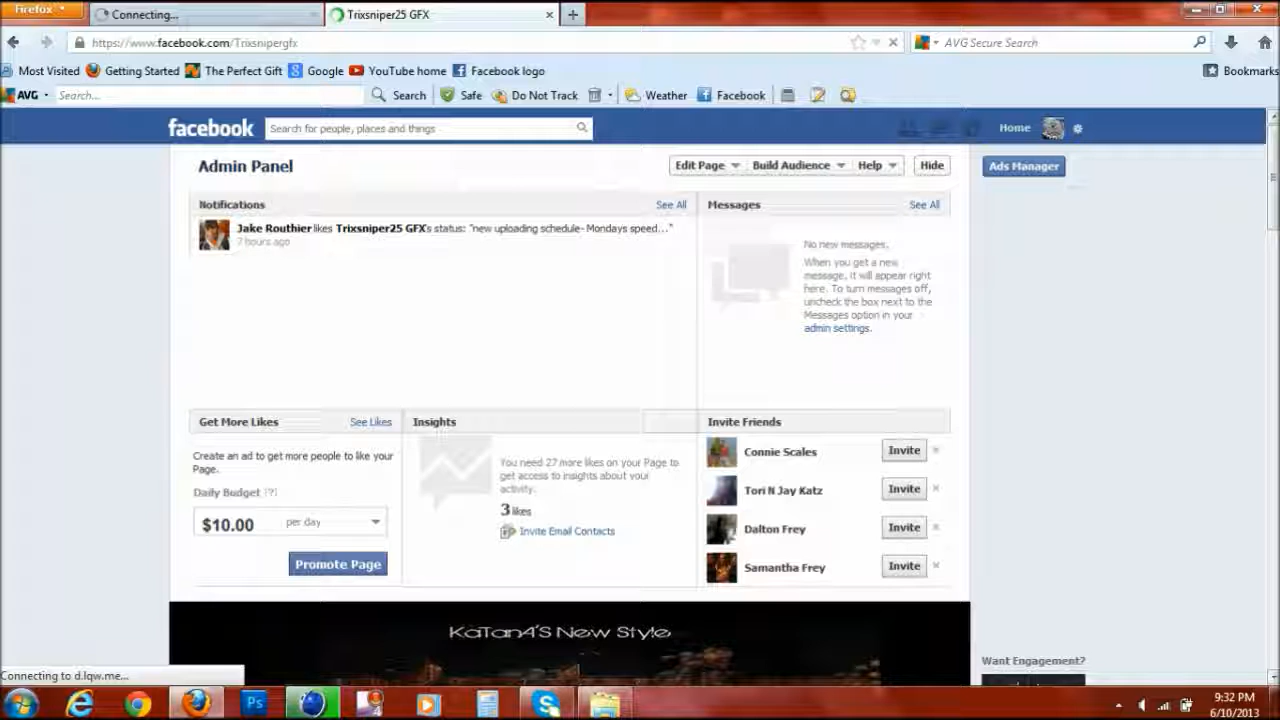 Firefox
Connecting...
Trixsniper25 GFX
https://www.facebook.com/Trixsnipergfx
AVG Secure Search
Most Visited
Getting Started
The Perfect Gift
Google
YouTube home
Facebook logo
Bookmarks
AVG
Search...
Search
Safe
Do Not Track
Weather
Facebook
facebook
Search for people, places and things
Home
Admin Panel
Edit Page
Build Audience
Help
Hide
Ads Manager
Notifications
See All
Messages
See All
Jake Routhier likes Trixsniper25 GFX's status: "new uploading schedule- Mondays speed..."
7 hours ago
No new messages.
When you get a new
message, it will appear right
here. To turn messages off,
uncheck the box next to the
Messages option in your
admin settings.
Get More Likes
See Likes
Insights
Invite Friends
Create an ad to get more people to like your
Page.
Daily Budget [?]
$10.00
per day
Promote Page
You need 27 more likes on your Page to
get access to insights about your
activity.
3 likes
Invite Email Contacts
Connie Scales
Invite
Tori N Jay Katz
Invite
Dalton Frey
Invite
Samantha Frey
Invite
KaTan4'S New Style
Want Engagement?
Connecting to d.lqw.me...
Ps
9:32 PM
6/10/2013